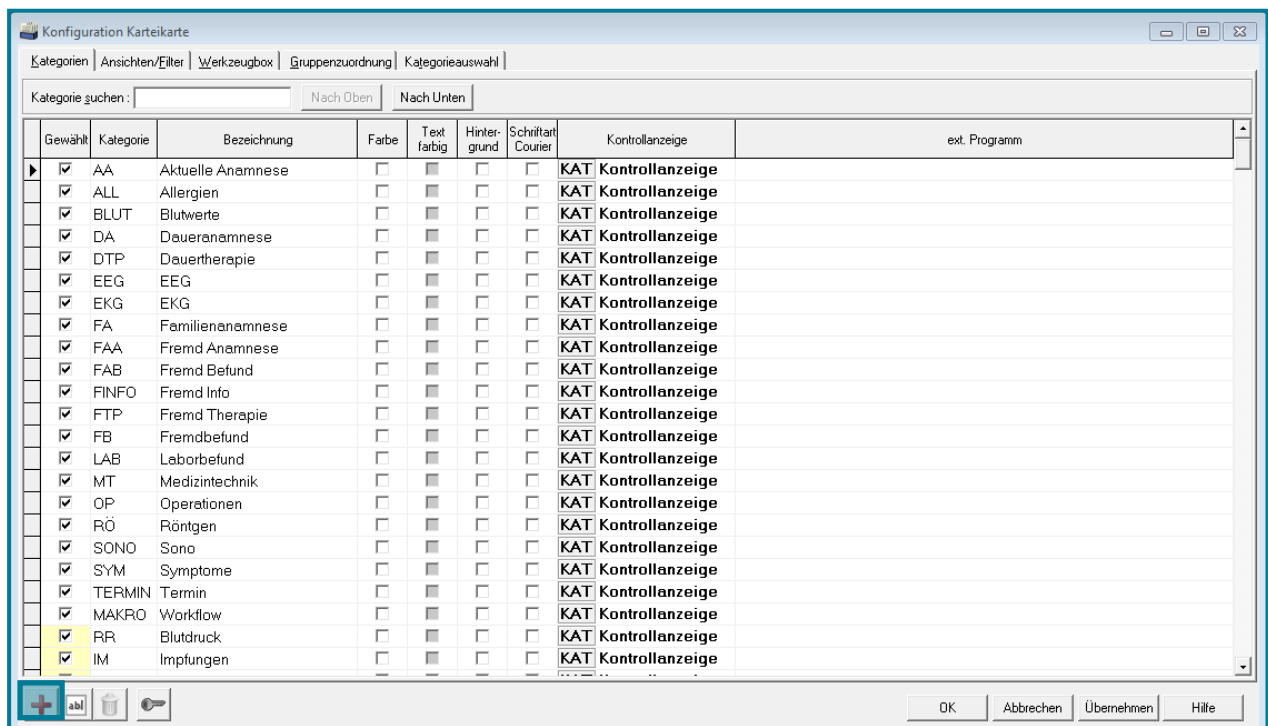 Konfiguration Karteikarte
Kategorien Ansichten/Filter Werkzeugbox Gruppenzuordnung Kategorieauswahl
Kategorie suchen : Nach Oben Nach Unten
Gewählt Kategorie Bezeichnung Farbe Text farbig Hinter-grund Schriftart Courier Kontrollanzeige ext. Programm
AA Aktuelle Anamnese KAT Kontrollanzeige
ALL Allergien KAT Kontrollanzeige
BLUT Blutwerte KAT Kontrollanzeige
DA Daueranamnese KAT Kontrollanzeige
DTP Dauertherapie KAT Kontrollanzeige
EEG EEG KAT Kontrollanzeige
EKG EKG KAT Kontrollanzeige
FA Familienanamnese KAT Kontrollanzeige
FAA Fremd Anamnese KAT Kontrollanzeige
FAB Fremd Befund KAT Kontrollanzeige
FINFO Fremd Info KAT Kontrollanzeige
FTP Fremd Therapie KAT Kontrollanzeige
FB Fremdbefund KAT Kontrollanzeige
LAB Laborbefund KAT Kontrollanzeige
MT Medizintechnik KAT Kontrollanzeige
OP Operationen KAT Kontrollanzeige
RÖ Röntgen KAT Kontrollanzeige
SONO Sono KAT Kontrollanzeige
SYM Symptome KAT Kontrollanzeige
TERMIN Termin KAT Kontrollanzeige
MAKRO Workflow KAT Kontrollanzeige
RR Blutdruck KAT Kontrollanzeige
IM Impfungen KAT Kontrollanzeige
abl OK Abbrechen Übernehmen Hilfe